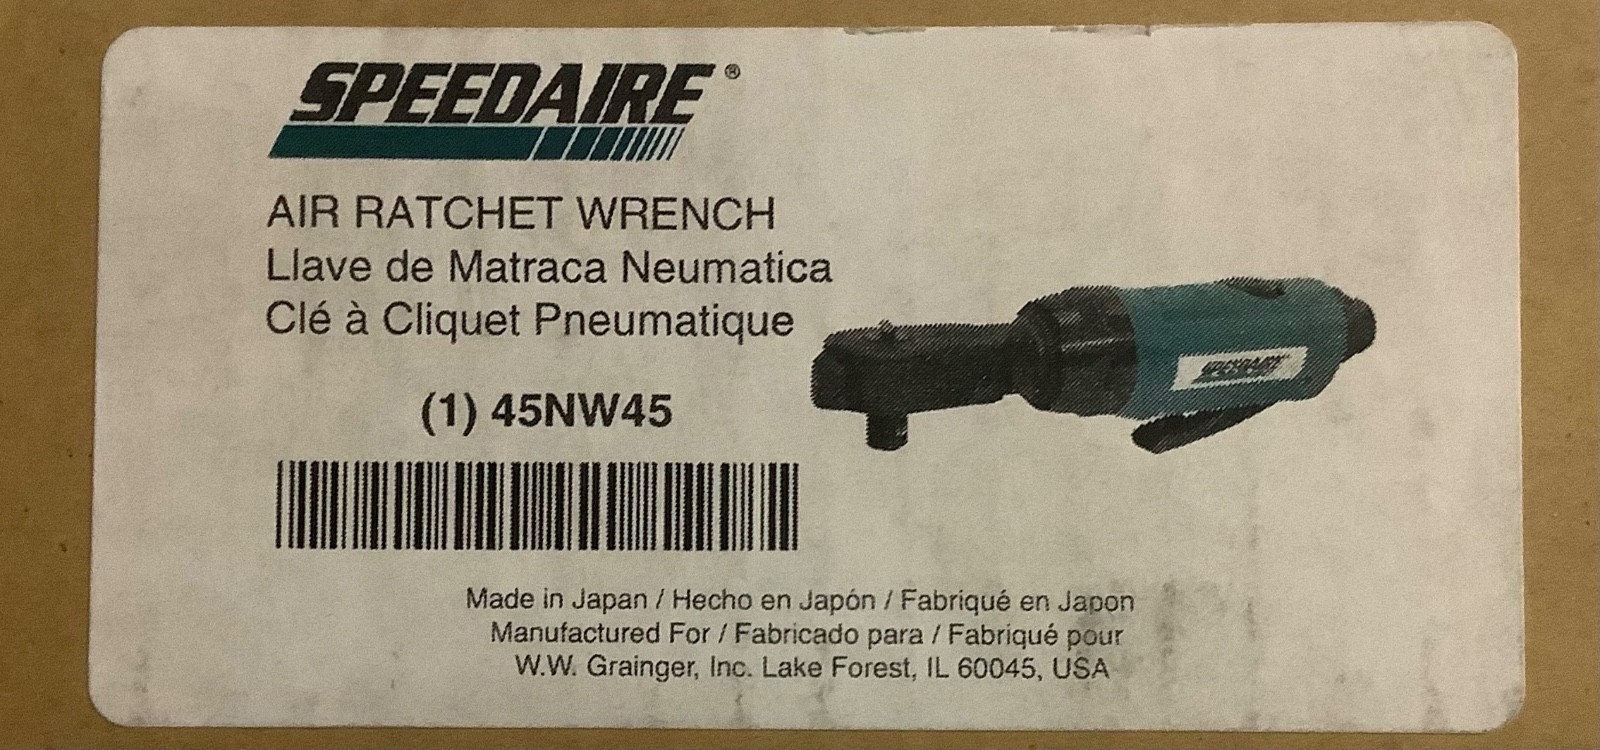 SPEEDAIRE®
AIR RATCHET WRENCH
Llave de Matraca Neumatica
Clé à Cliquet Pneumatique
(1) 45NW45
SPEEDAIRE
Made in Japan / Hecho en Japón / Fabriqué en Japon
Manufactured For / Fabricado para / Fabriqué pour
W.W. Grainger, Inc. Lake Forest, IL 60045, USA